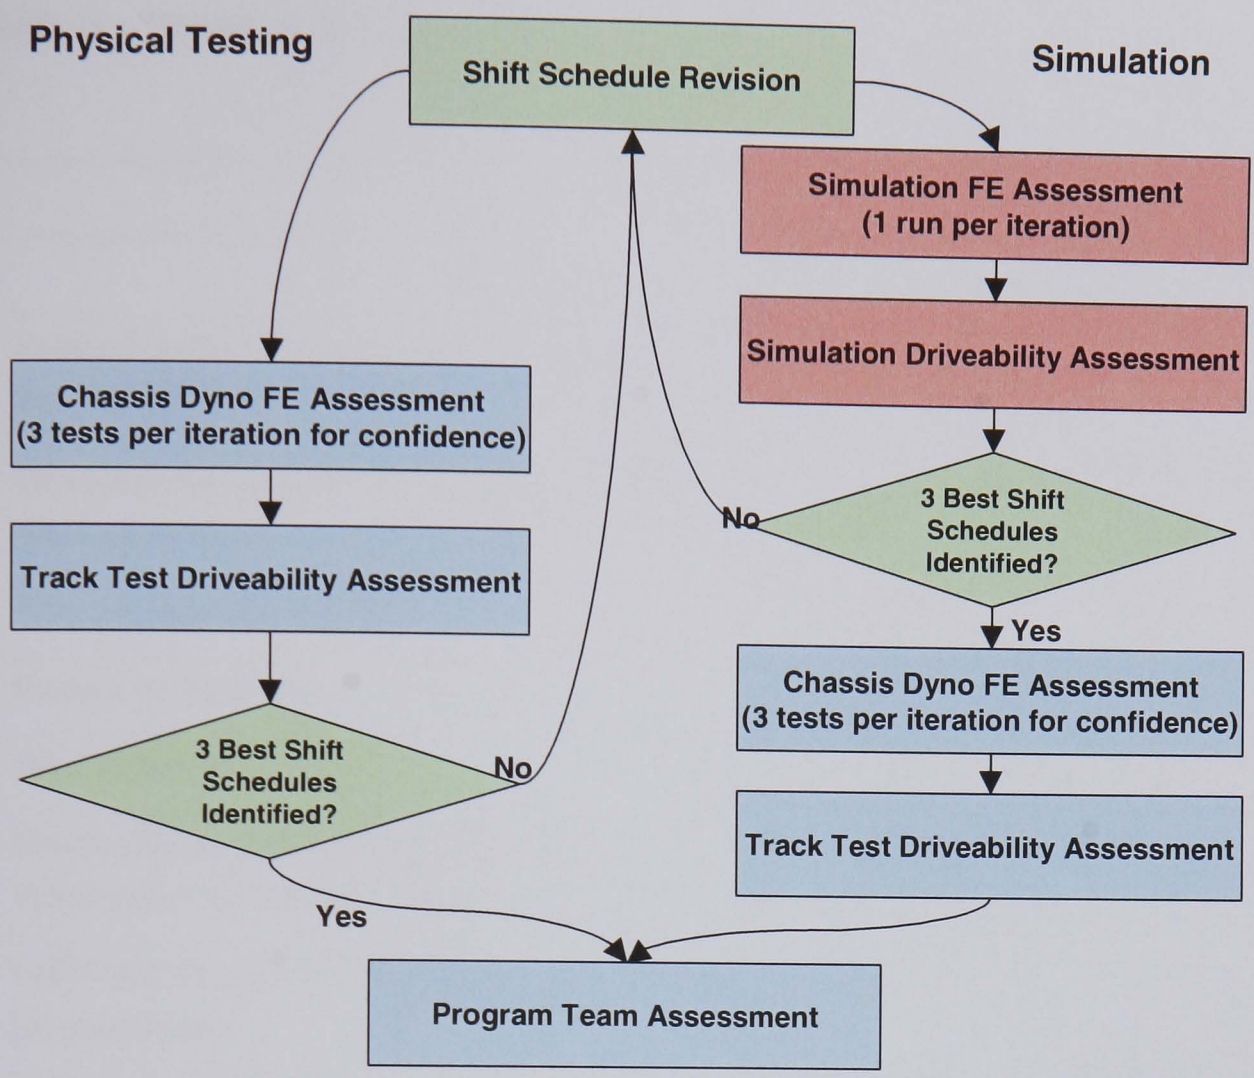 Physical Testing
Shift Schedule Revision
Simulation
Simulation FE Assessment
(1 run per iteration)
Simulation Driveability Assessment
3 Best Shift
Schedules
Identified?
No
Yes
Chassis Dyno FE Assessment
(3 tests per iteration for confidence)
Track Test Driveability Assessment
Chassis Dyno FE Assessment
(3 tests per iteration for confidence)
Track Test Driveability Assessment
3 Best Shift
Schedules
Identified?
No
Yes
Program Team Assessment